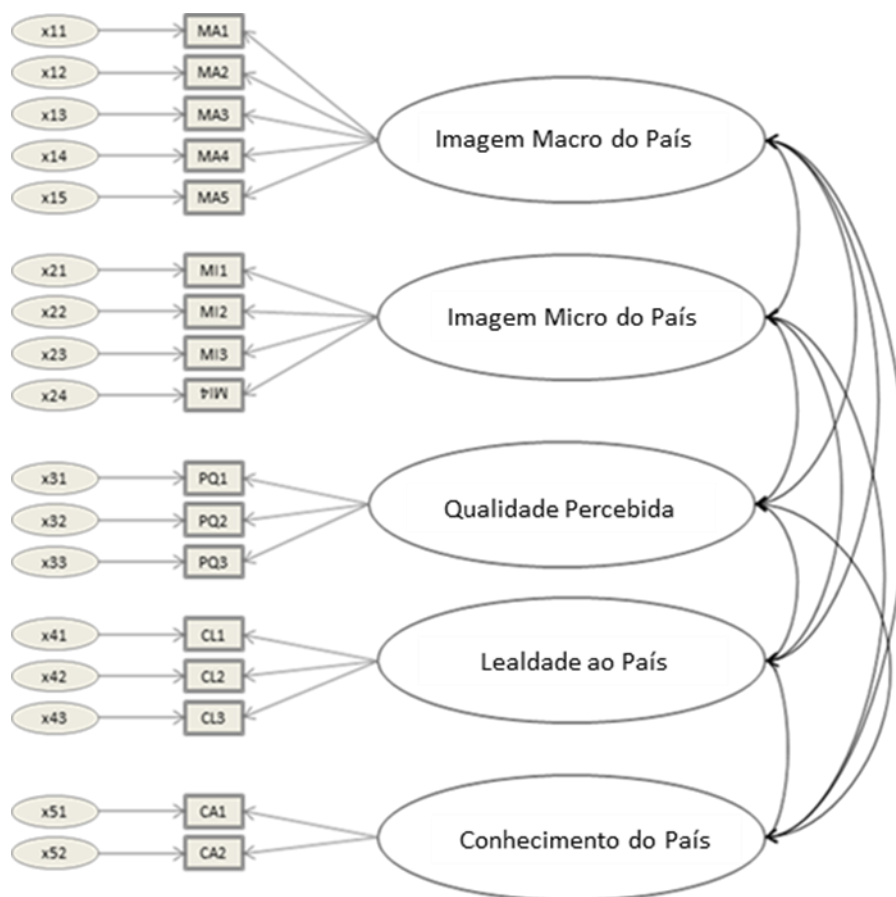 x11 MA1
x12 MA2
x13 MA3
x14 MA4
x15 MA5
Imagem Macro do País
x21 MI1
x22 MI2
x23 MI3
x24 MI4
Imagem Micro do País
x31 PQ1
x32 PQ2
x33 PQ3
Qualidade Percebida
x41 CL1
x42 CL2
x43 CL3
Lealdade ao País
x51 CA1
x52 CA2
Conhecimento do País